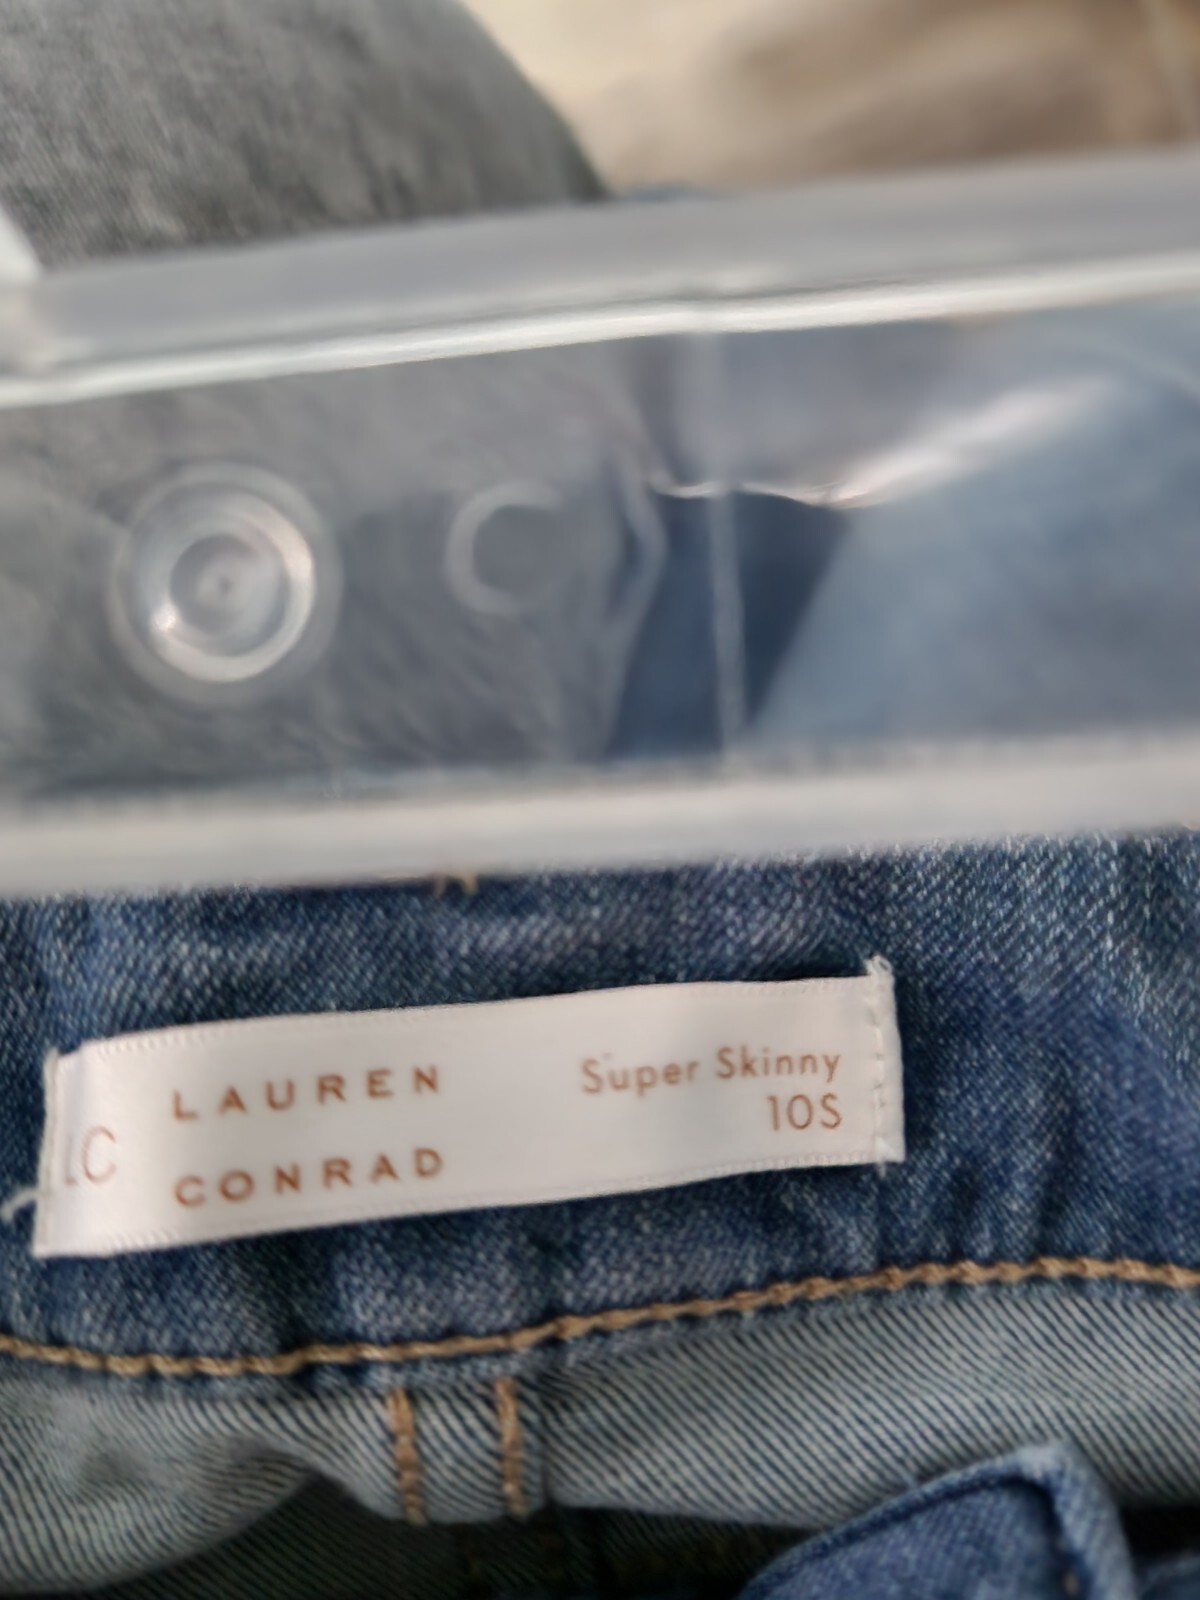 LC
LAUREN
CONRAD
Super Skinny
10S